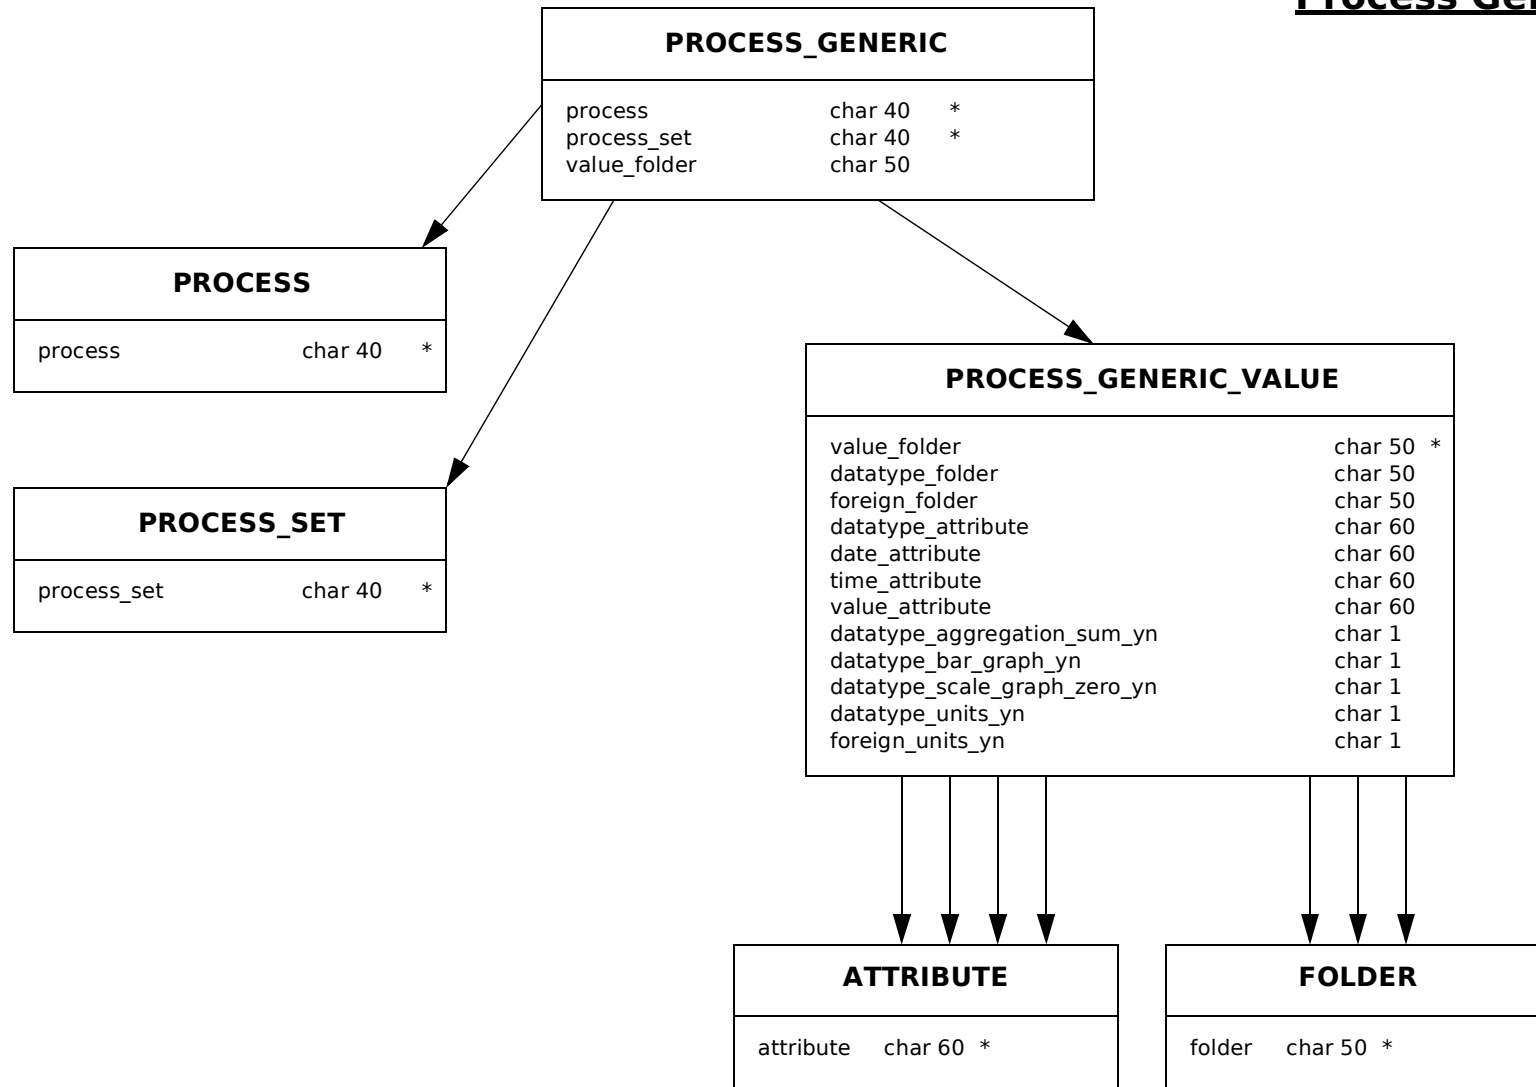 PROCESS_GENERIC
process char 40 *
process_set char 40 *
value_folder char 50
PROCESS
process char 40 *
PROCESS_GENERIC_VALUE
value_folder char 50 *
datatype_folder char 50
foreign_folder char 50
datatype_attribute char 60
date_attribute char 60
time_attribute char 60
value_attribute char 60
datatype_aggregation_sum_yn char 1
datatype_bar_graph_yn char 1
datatype_scale_graph_zero_yn char 1
datatype_units_yn char 1
foreign_units_yn char 1
PROCESS_SET
process_set char 40 *
ATTRIBUTE
attribute char 60 *
FOLDER
folder char 50 *